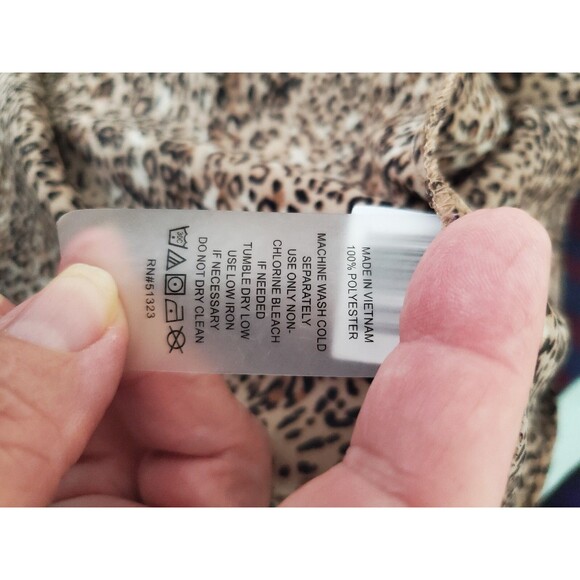 MADE IN VIETNAM
100% POLYESTER
MACHINE WASH COLD
SEPARATELY
USE ONLY NON-
CHLORINE BLEACH
IF NEEDED
TUMBLE DRY LOW
USE LOW IRON
IF NECESSARY
DO NOT DRY CLEAN
RN#51323